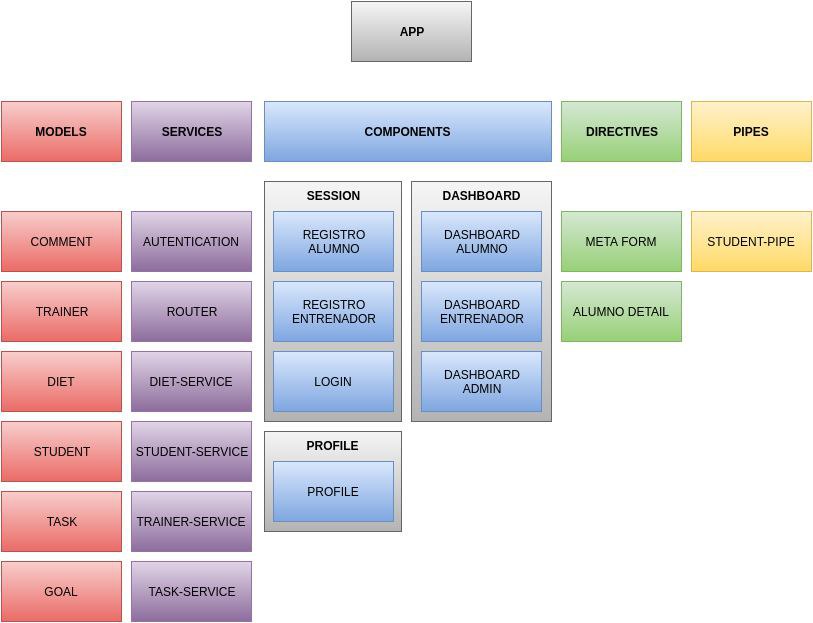 APP
MODELS
SERVICES
COMPONENTS
DIRECTIVES
PIPES
COMMENT
TRAINER
DIET
STUDENT
TASK
GOAL
AUTENTICATION
ROUTER
DIET-SERVICE
STUDENT-SERVICE
TRAINER-SERVICE
TASK-SERVICE
SESSION
REGISTRO
ALUMNO
REGISTRO
ENTRENADOR
LOGIN
PROFILE
PROFILE
DASHBOARD
DASHBOARD
ALUMNO
DASHBOARD
ENTRENADOR
DASHBOARD
ADMIN
META FORM
ALUMNO DETAIL
STUDENT-PIPE